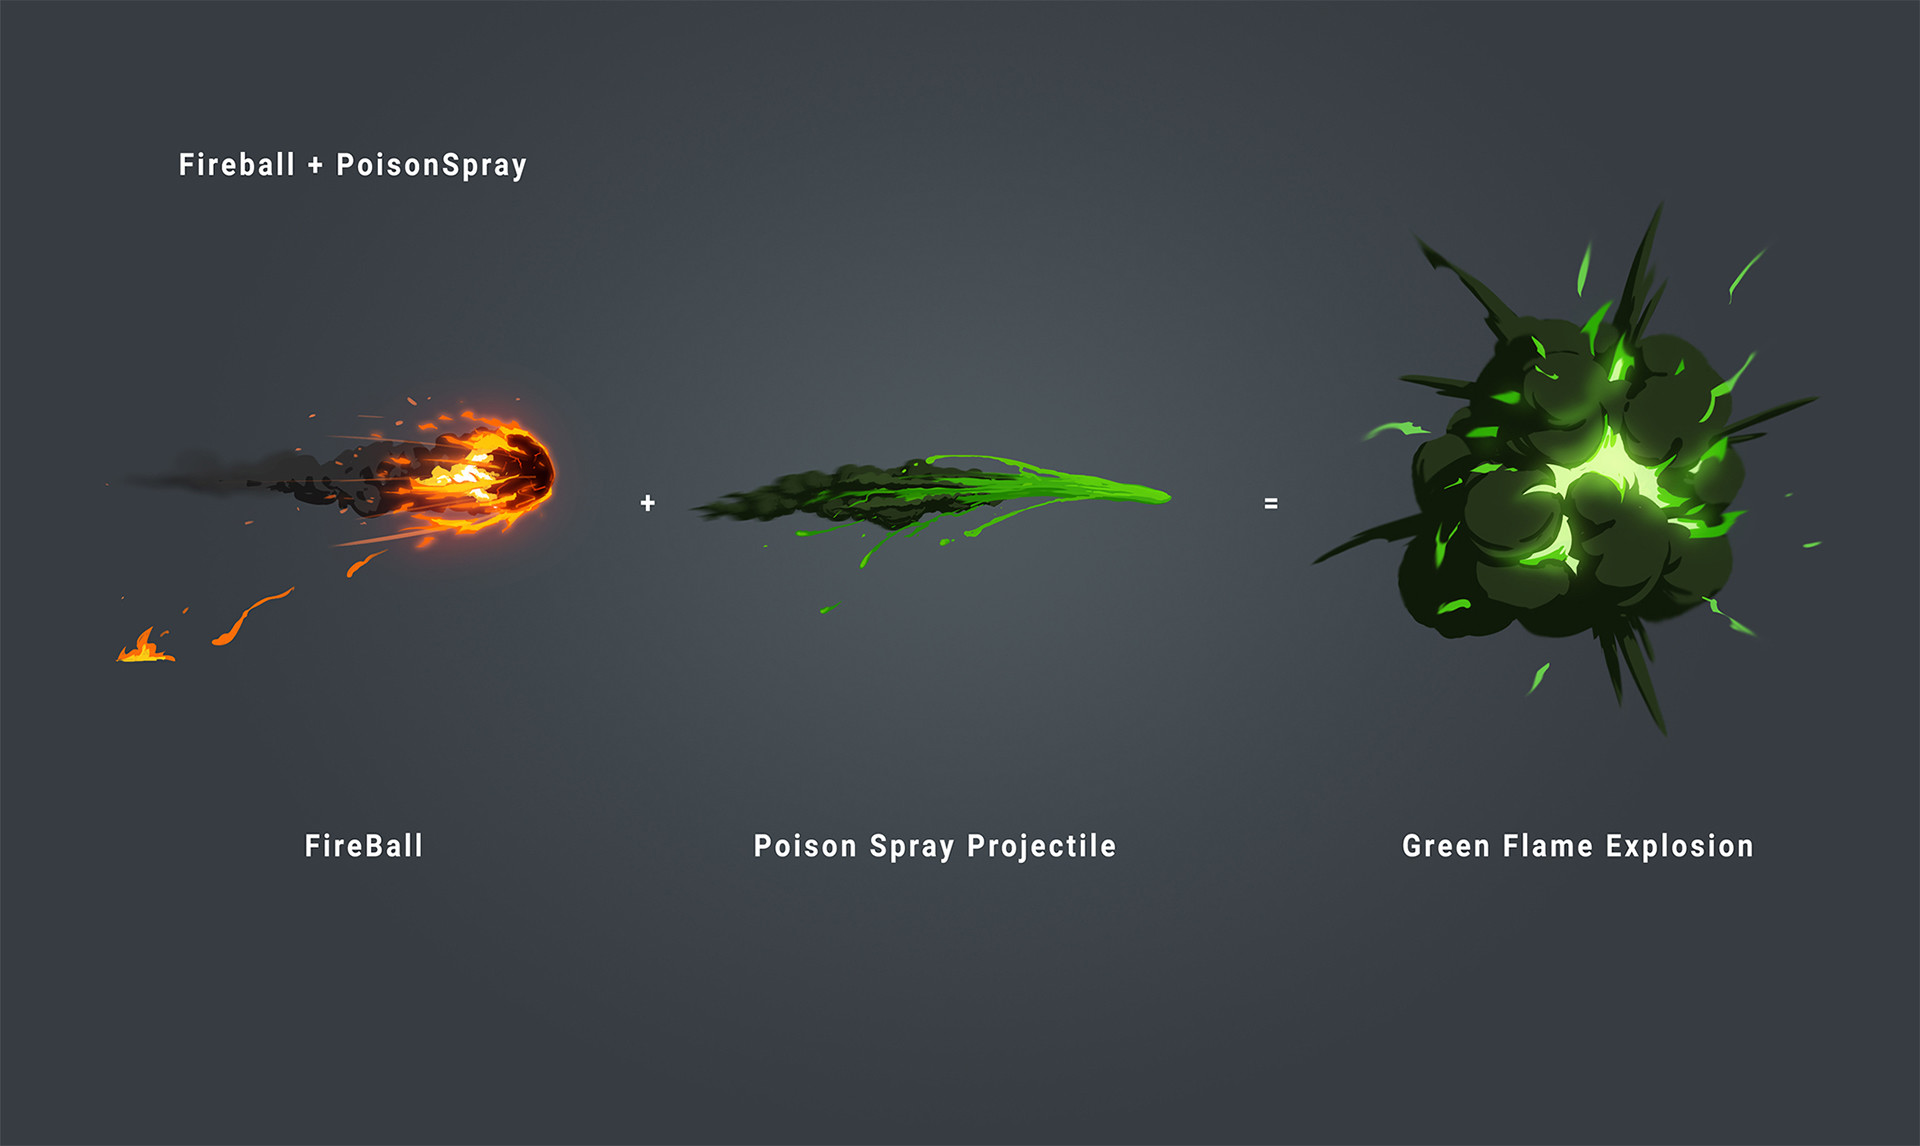 Fireball + PoisonSpray
+
=
FireBall
Poison Spray Projectile
Green Flame Explosion